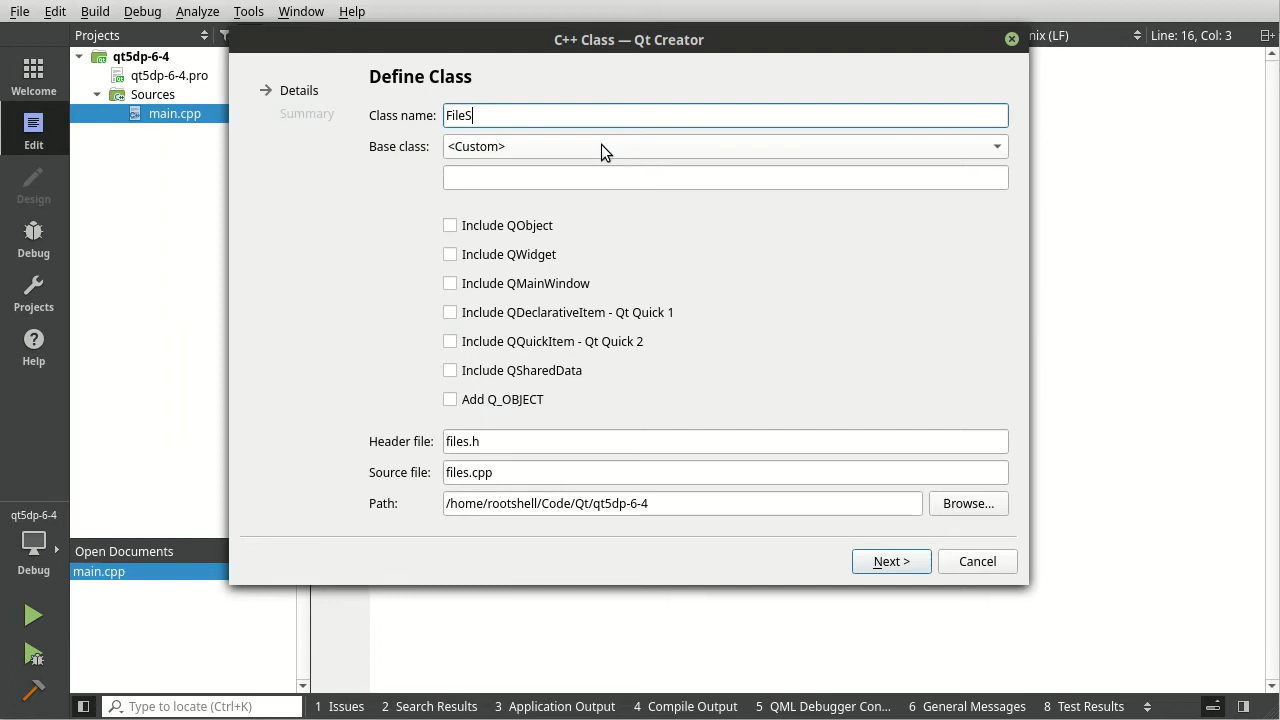 File Edit Build Debug Analyze Tools Window Help
Projects
nix (LF) Line: 16, Col: 3
C++ Class — Qt Creator
qt5dp-6-4
qt5dp-6-4.pro
Sources
main.cpp
Welcome
Edit
Design
Debug
Projects
Help
Details
Summary
Define Class
Class name: FileS
Base class: <Custom>
Include QObject
Include QWidget
Include QMainWindow
Include QDeclarativeItem - Qt Quick 1
Include QQuickItem - Qt Quick 2
Include QSharedData
Add Q_OBJECT
Header file: files.h
Source file: files.cpp
Path: /home/rootshell/Code/Qt/qt5dp-6-4 Browse...
Next > Cancel
qt5dp-6-4
Debug
Open Documents
main.cpp
Type to locate (Ctrl+K) 1 Issues 2 Search Results 3 Application Output 4 Compile Output 5 QML Debugger Con... 6 General Messages 8 Test Results